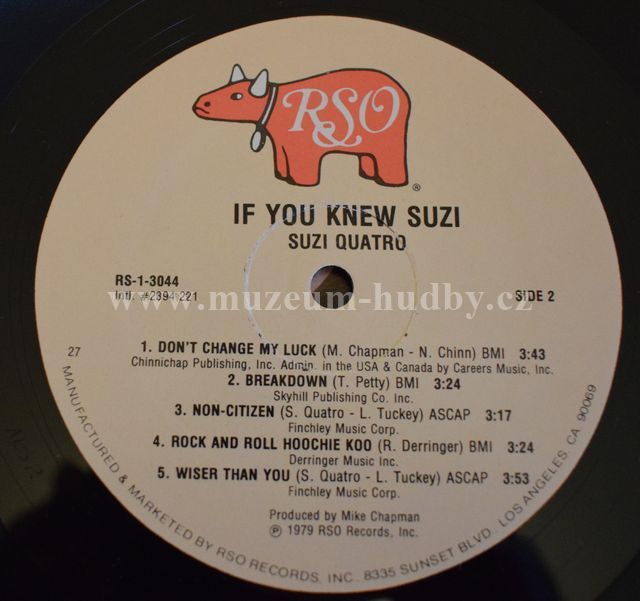 RSO
®
IF YOU KNEW SUZI
SUZI QUATRO
RS-1-3044
Intl. #2394 221
SIDE 2
www.muzeum-hudby.cz
27
1. DON'T CHANGE MY LUCK (M. Chapman - N. Chinn) BMI 3:43
Chinnichap Publishing, Inc. Admin. in the USA & Canada by Careers Music, Inc.
2. BREAKDOWN (T. Petty) BMI 3:24
Skyhill Publishing Co. Inc.
3. NON-CITIZEN (S. Quatro - L. Tuckey) ASCAP 3:17
Finchley Music Corp.
4. ROCK AND ROLL HOOCHIE KOO (R. Derringer) BMI 3:24
Derringer Music Inc.
5. WISER THAN YOU (S. Quatro - L. Tuckey) ASCAP 3:53
Finchley Music Corp.
Produced by Mike Chapman
℗ 1979 RSO Records, Inc.
MANUFACTURED & MARKETED BY RSO RECORDS, INC. 8335 SUNSET BLVD., LOS ANGELES, CA 90069